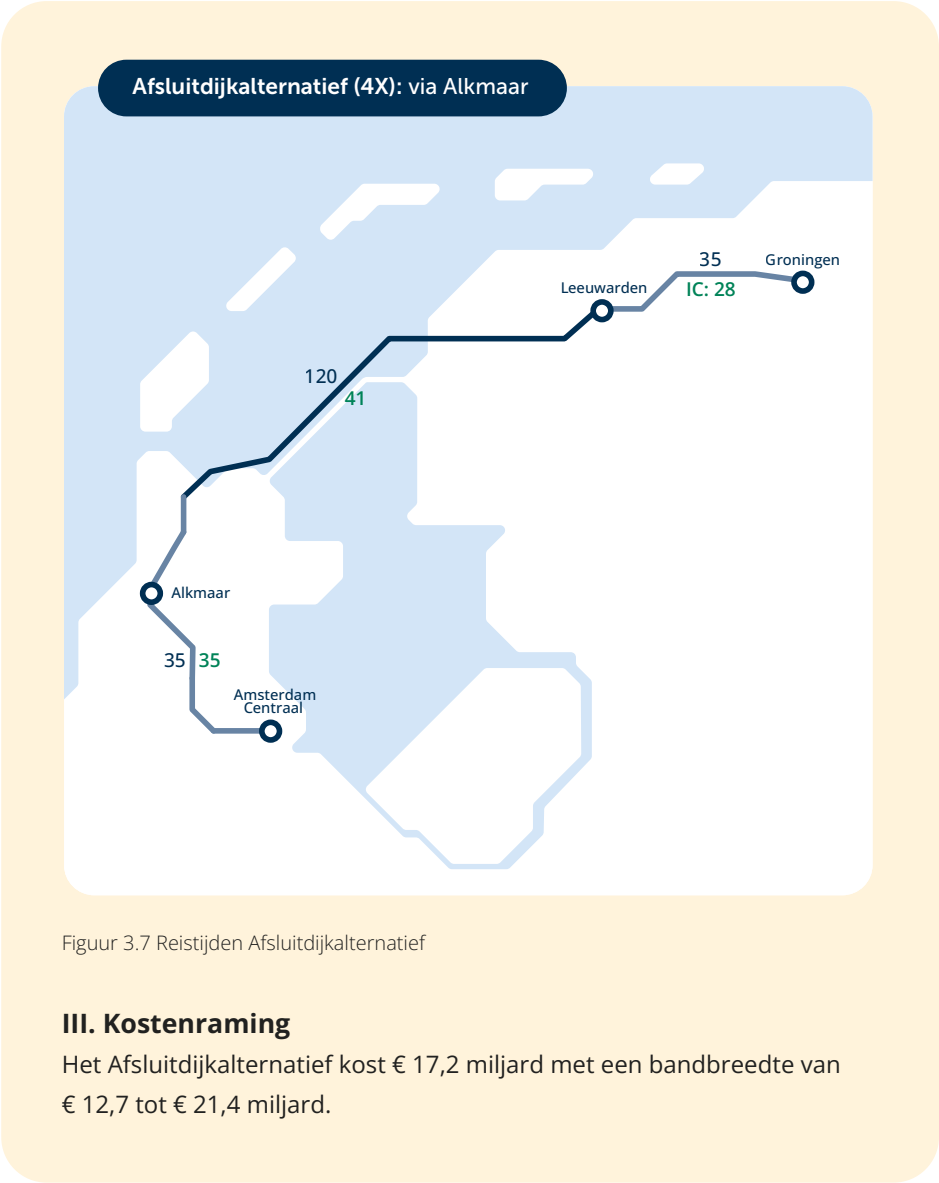 Afsluitdijkalternatief (4X): via Alkmaar
35
Groningen
Leeuwarden
IC: 28
120
41
Alkmaar
35 35
Amsterdam
Centraal
Figuur 3.7 Reistijden Afsluitdijkalternatief
III. Kostenraming
Het Afsluitdijkalternatief kost € 17,2 miljard met een bandbreedte van
€ 12,7 tot € 21,4 miljard.